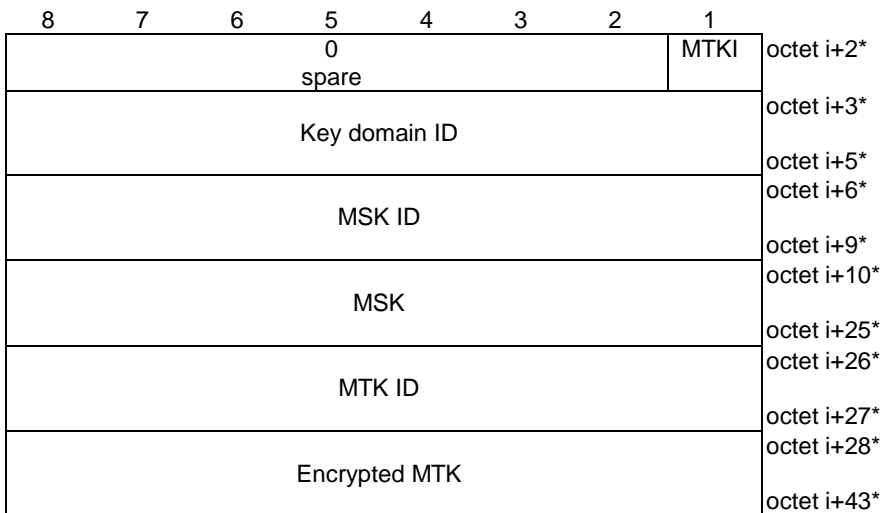 8 7 6 5 4 3 2 1
0 MTKI octet i+2*
spare
octet i+3*
Key domain ID
octet i+5*
octet i+6*
MSK ID
octet i+9*
octet i+10*
MSK
octet i+25*
octet i+26*
MTK ID
octet i+27*
octet i+28*
Encrypted MTK
octet i+43*